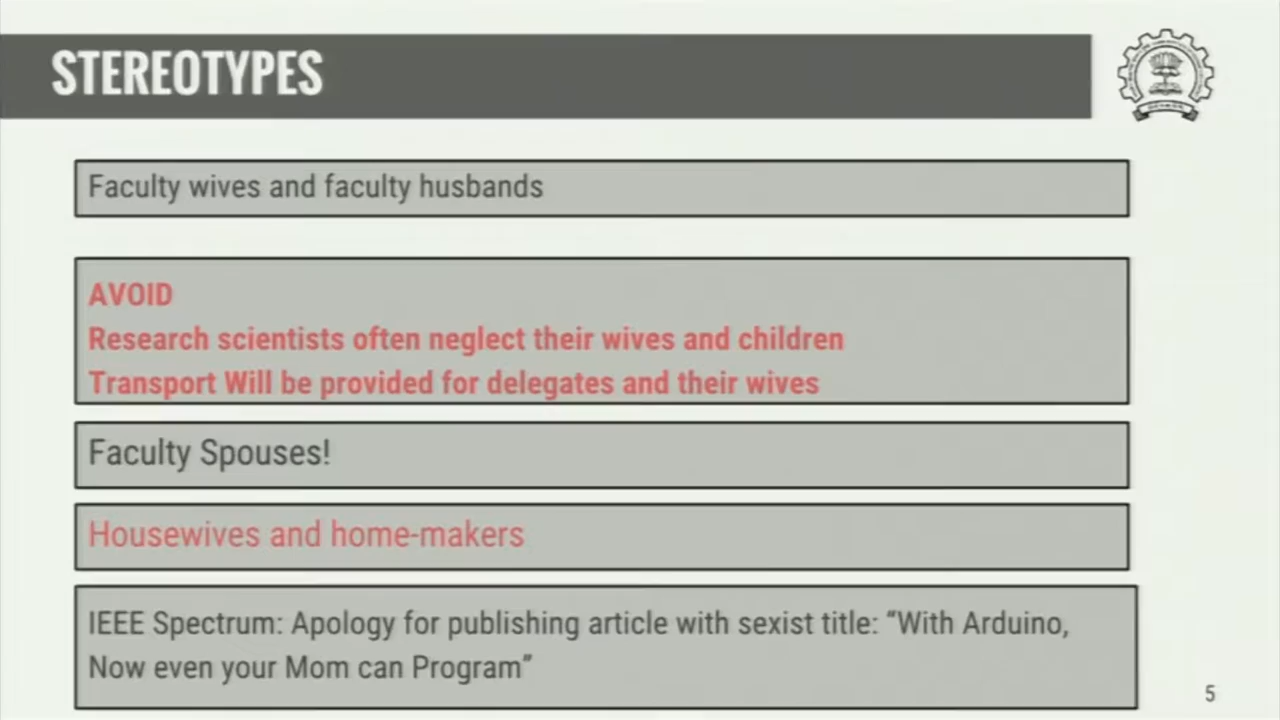 STEREOTYPES
Faculty wives and faculty husbands
AVOID
Research scientists often neglect their wives and children
Transport Will be provided for delegates and their wives
Faculty Spouses!
Housewives and home-makers
IEEE Spectrum: Apology for publishing article with sexist title: “With Arduino,
Now even your Mom can Program”
5